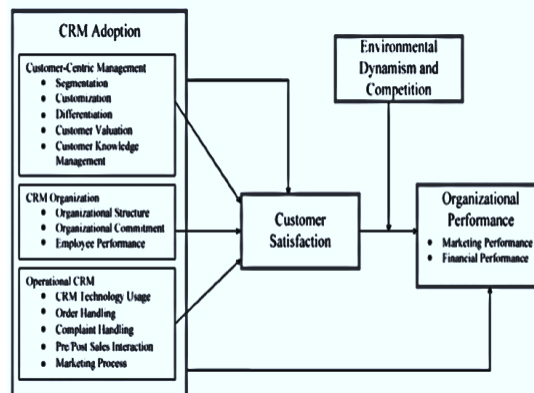 CRM Adoption
Customer-Centric Management
Segmentation
Customization
Differentiation
Customer Valuation
Customer Knowledge
Management
CRM Organization
Organizational Structure
Organizational Commitment
Employee Performance
Operational CRM
CRM Technology Usage
Order Handling
Complaint Handling
Pre Post Sales Interaction
Marketing Process
Customer
Satisfaction
Environmental
Dynamism and
Competition
Organizational
Performance
Marketing Performance
Financial Performance